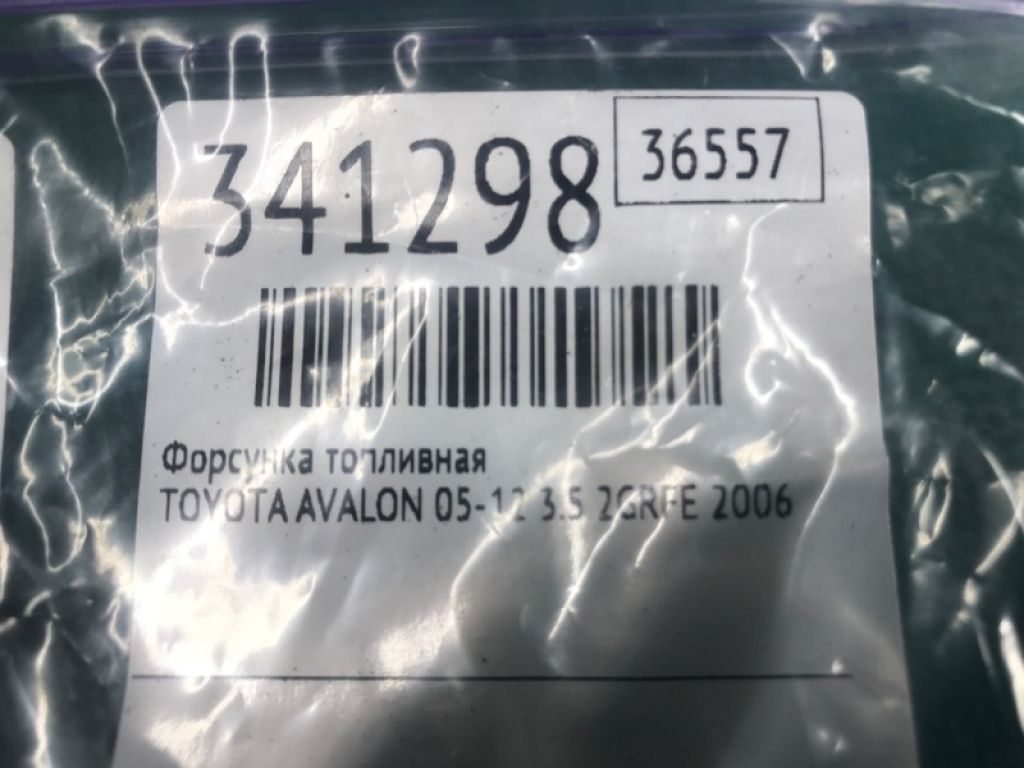 341298
36557
Форсунка топливная
TOYOTA AVALON 05-12 3.5 2GRFE 2006